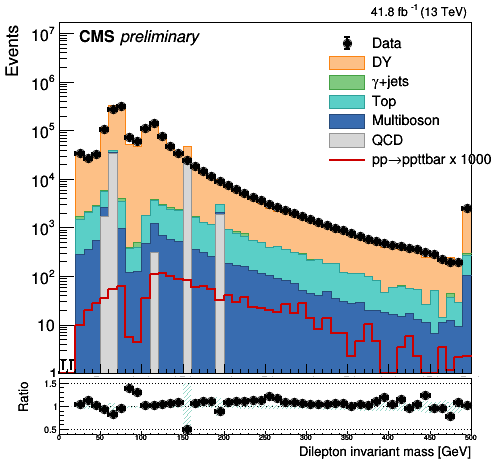 41.8 fb⁻¹ (13 TeV)
CMS preliminary
Events
10⁷
10⁶
10⁵
10⁴
10³
10²
10
1
Data
DY
γ+jets
Top
Multiboson
QCD
pp→ppttbar x 1000
Ratio
1.5
1
0.5
0 50 100 150 200 250 300 350 400 450 500
Dilepton invariant mass [GeV]